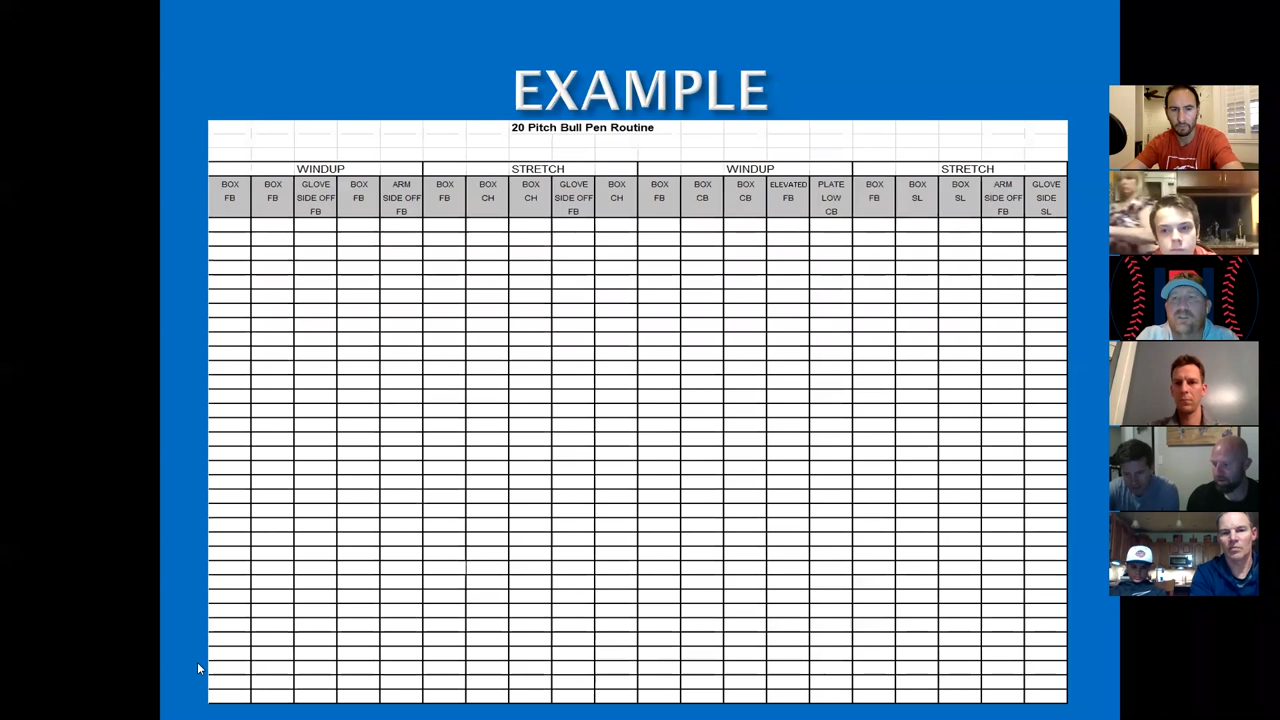 EXAMPLE
20 Pitch Bull Pen Routine
WINDUP STRETCH WINDUP STRETCH
BOX BOX GLOVE BOX ARM BOX BOX BOX GLOVE BOX BOX BOX BOX ELEVATED PLATE BOX BOX BOX ARM GLOVE
FB FB SIDE OFF FB SIDE OFF FB CH CH SIDE OFF CH FB CB CB FB LOW FB SL SL SIDE OFF SIDE
FB FB FB CB FB SL